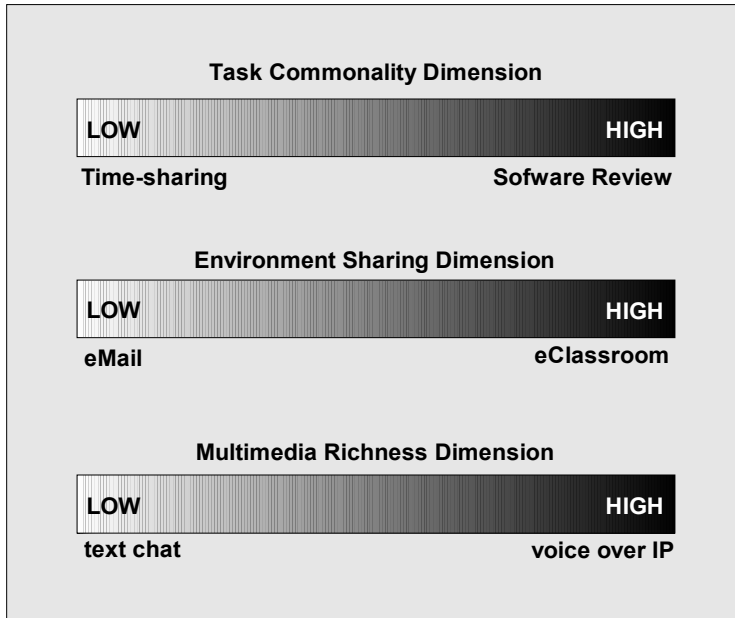 Task Commonality Dimension
LOW HIGH
Time-sharing Sofware Review
Environment Sharing Dimension
LOW HIGH
eMail eClassroom
Multimedia Richness Dimension
LOW HIGH
text chat voice over IP